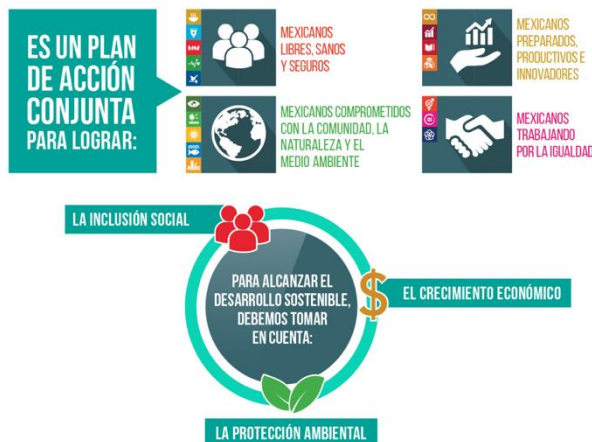 ES UN PLAN
DE ACCIÓN
CONJUNTA
PARA LOGRAR:
MEXICANOS
LIBRES, SANOS
Y SEGUROS
MEXICANOS
PREPARADOS,
PRODUCTIVOS E
INNOVADORES
MEXICANOS COMPROMETIDOS
CON LA COMUNIDAD, LA
NATURALEZA Y EL
MEDIO AMBIENTE
MEXICANOS
TRABAJANDO
POR LA IGUALDAD
LA INCLUSIÓN SOCIAL
PARA ALCANZAR EL
DESARROLLO SOSTENIBLE,
DEBEMOS TOMAR
EN CUENTA:
$
EL CRECIMIENTO ECONÓMICO
LA PROTECCIÓN AMBIENTAL